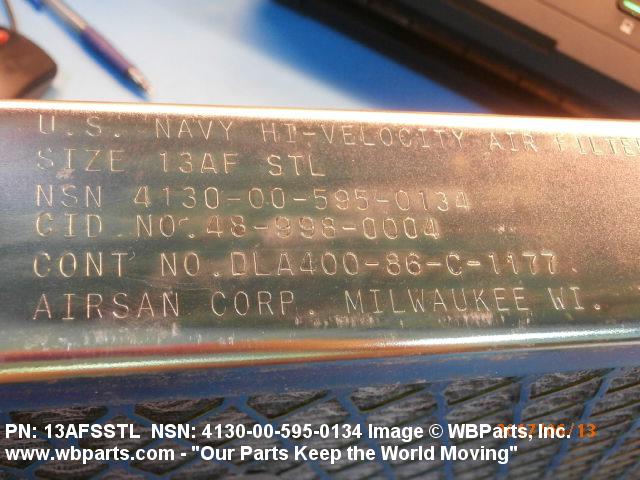 U.S. NAVY HI-VELOCITY AIR FILTER
SIZE 13AF STL
NSN 4130-00-595-0134
CID NO. 48-998-0004
CONT NO. DLA400-86-C-1177.
AIRSAN CORP. MILWAUKEE WI.
PN: 13AFSSTL NSN: 4130-00-595-0134 Image © WBParts, Inc.
www.wbparts.com - "Our Parts Keep the World Moving"